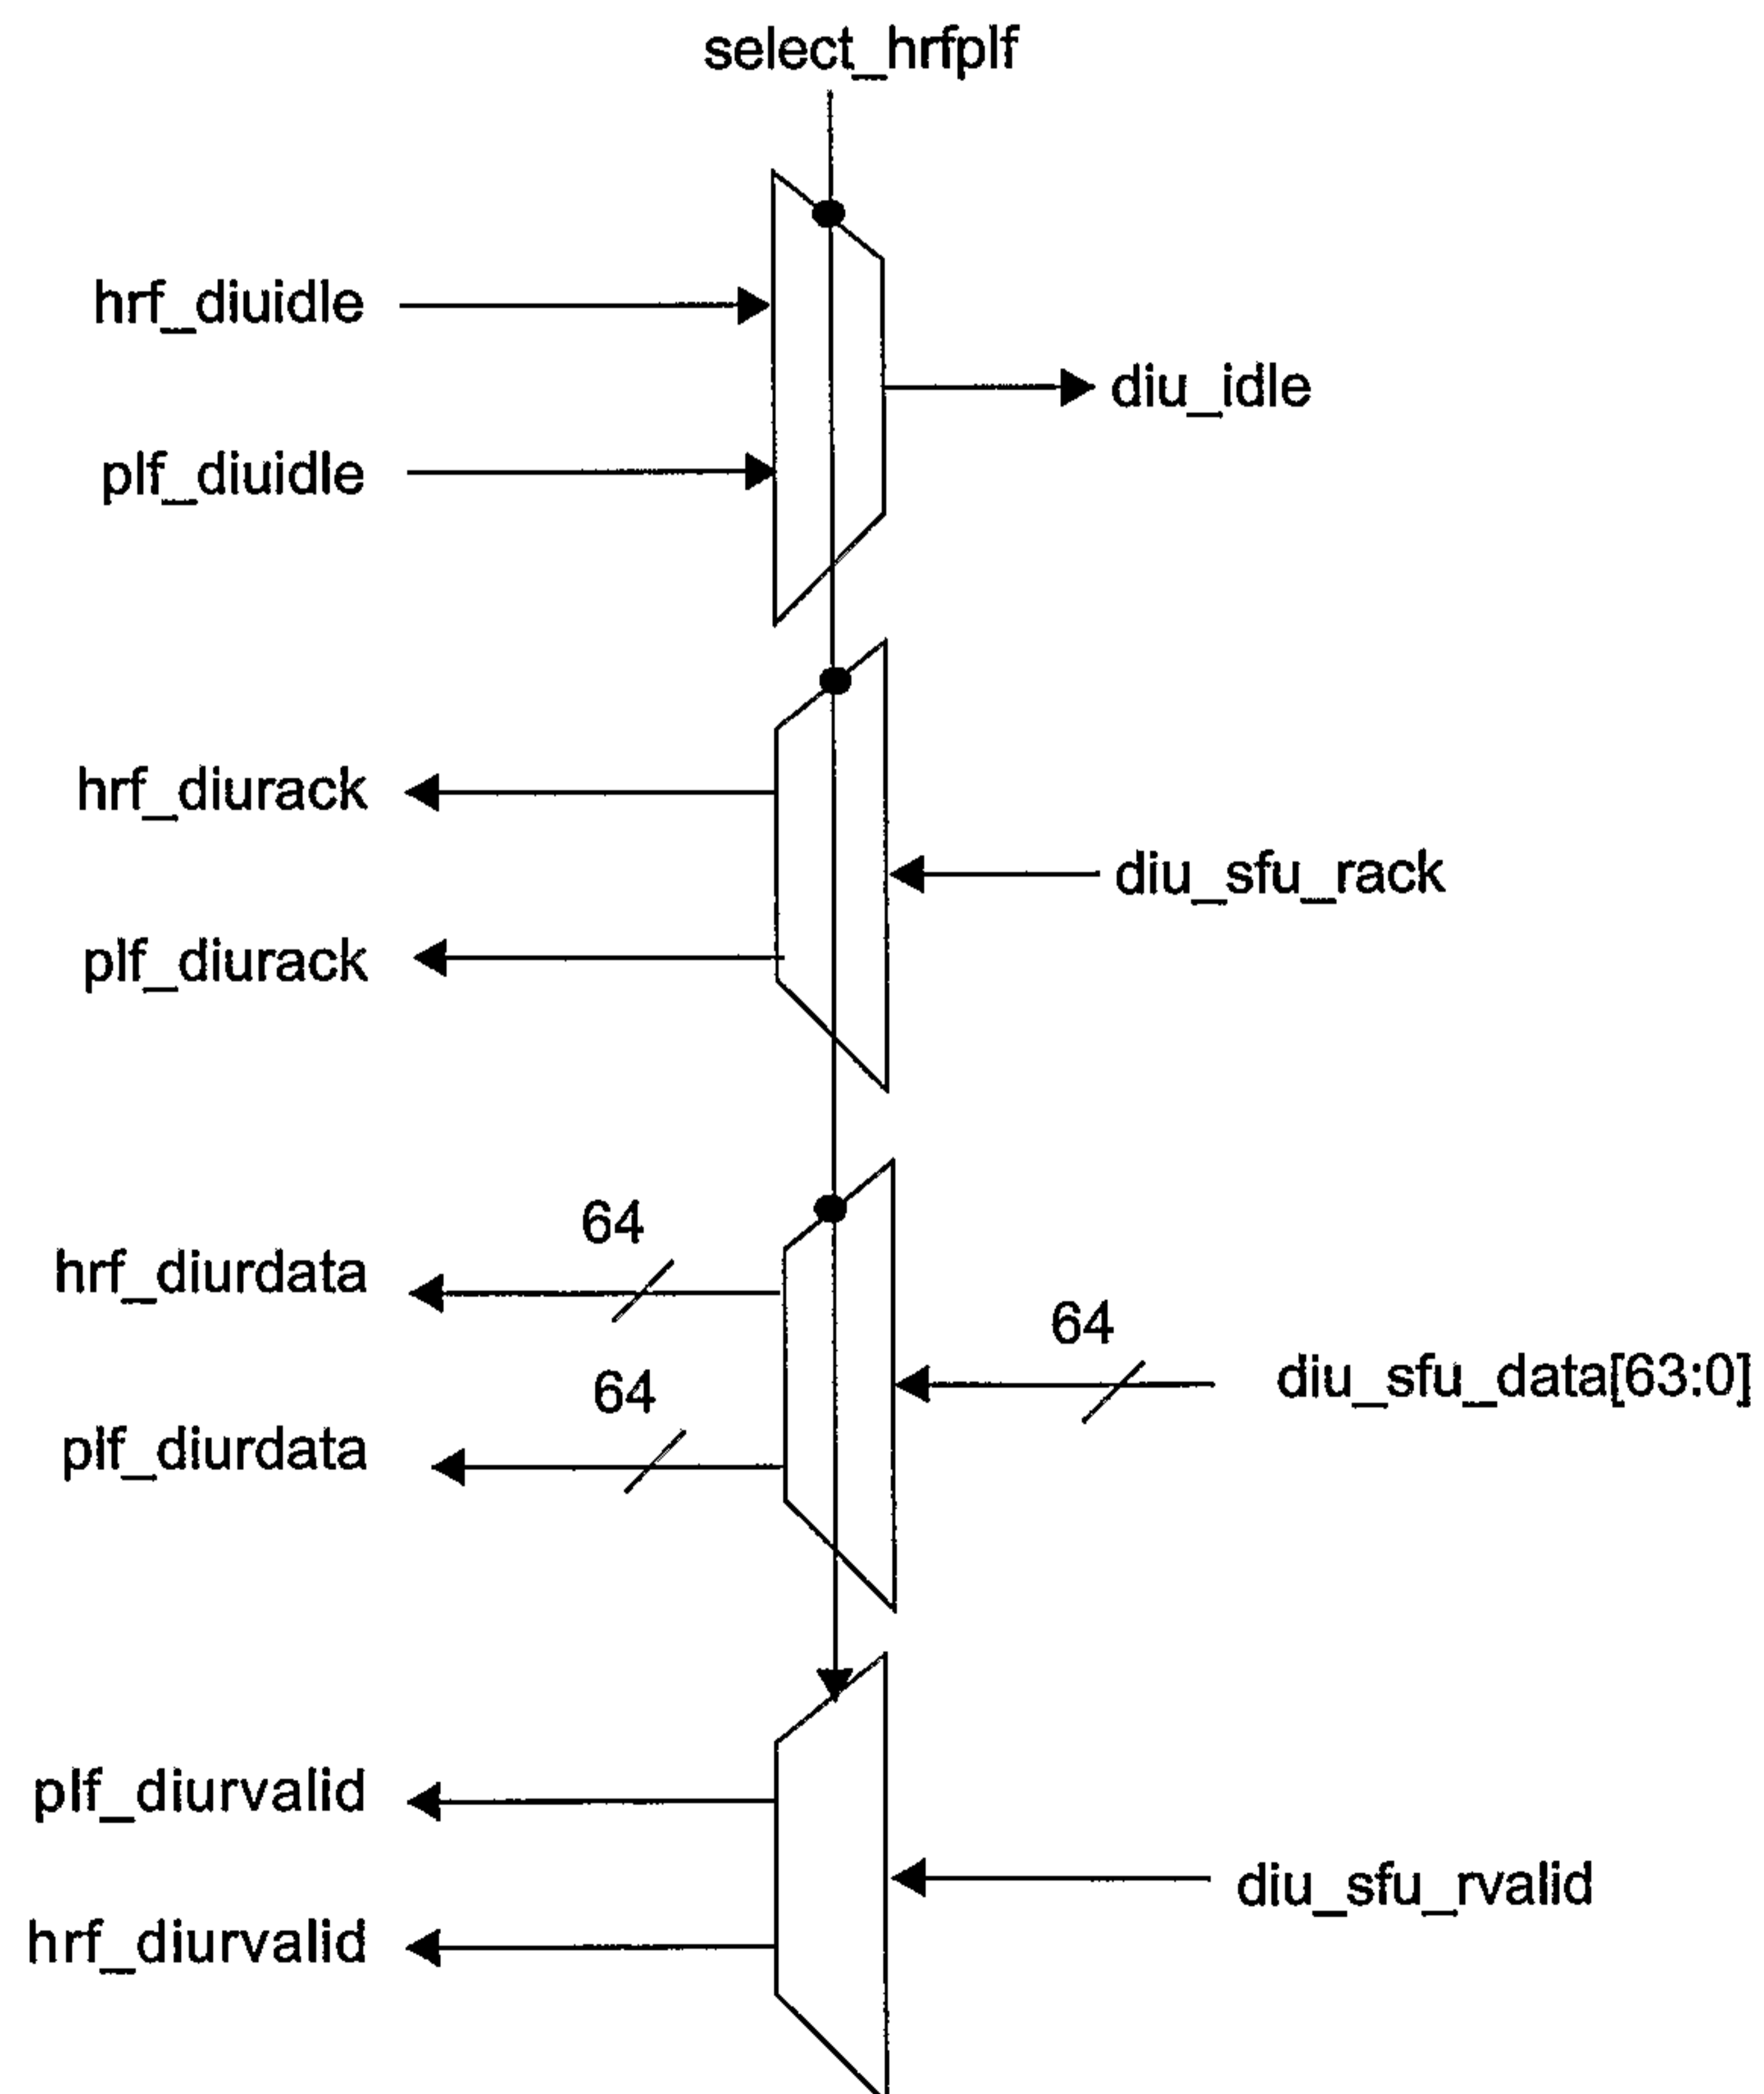 select_hrfplf
hrf_diuidle
diu_idle
plf_diuidle
hrf_diurack
diu_sfu_rack
plf_diurack
64
hrf_diurdata
64
diu_sfu_data[63:0]
64
plf_diurdata
plf_diurvalid
diu_sfu_rvalid
hrf_diurvalid